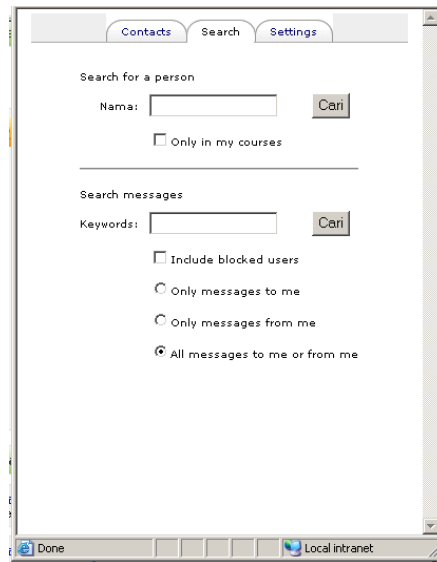 Contacts Search Settings
Search for a person
Nama: Cari
Only in my courses
Search messages
Keywords: Cari
Include blocked users
Only messages to me
Only messages from me
All messages to me or from me
Done Local intranet